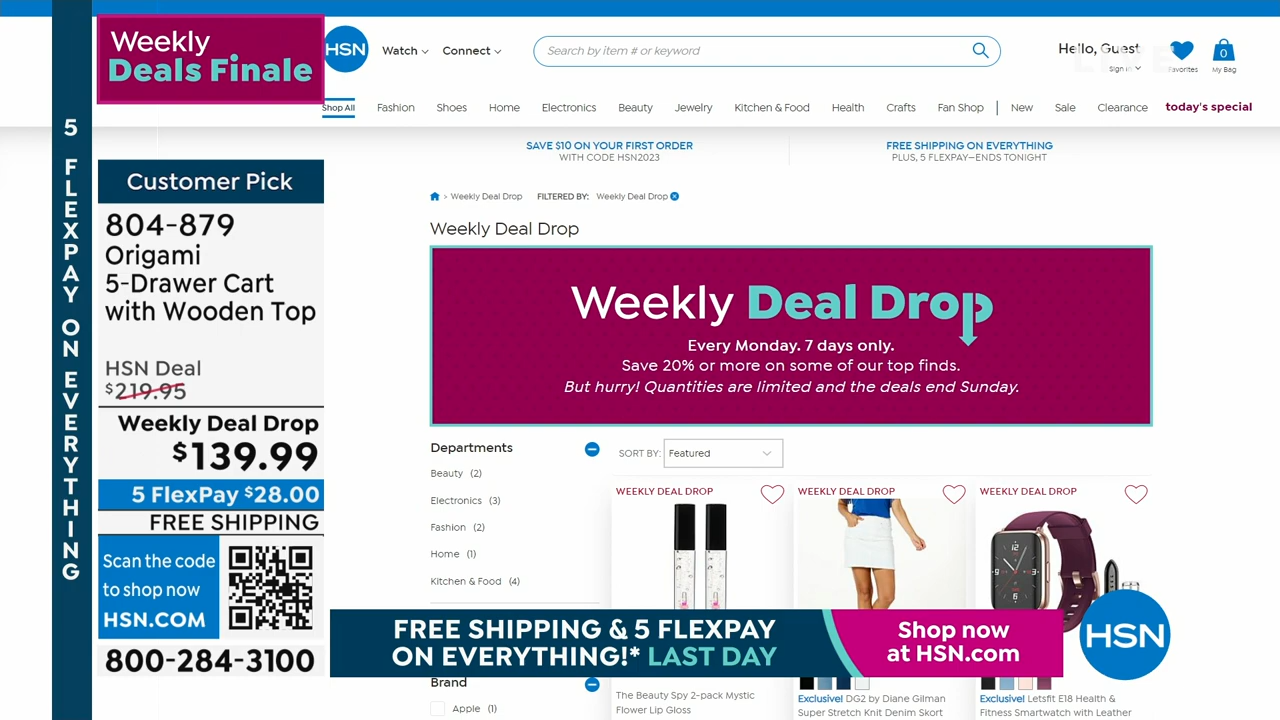 Weekly
Deals Finale
5 FLEXPAY ON EVERYTHING
Customer Pick
804-879
Origami
5-Drawer Cart
with Wooden Top
HSN Deal
$219.95
Weekly Deal Drop
$139.99
5 FlexPay $28.00
FREE SHIPPING
Scan the code
to shop now
HSN.COM
800-284-3100
HSN
Watch
Connect
Search by item # or keyword
Hello, Guest
Sign in
Favorites
0
My Bag
Shop All
Fashion
Shoes
Home
Electronics
Beauty
Jewelry
Kitchen & Food
Health
Crafts
Fan Shop
New
Sale
Clearance
today's special
SAVE $10 ON YOUR FIRST ORDER
WITH CODE HSN2023
FREE SHIPPING ON EVERYTHING
PLUS, 5 FLEXPAY—ENDS TONIGHT
> Weekly Deal Drop
FILTERED BY: Weekly Deal Drop
Weekly Deal Drop
Weekly Deal Drop
Every Monday. 7 days only.
Save 20% or more on some of our top finds.
But hurry! Quantities are limited and the deals end Sunday.
Departments
Beauty (2)
Electronics (3)
Fashion (2)
Home (1)
Kitchen & Food (4)
Brand
Apple (1)
SORT BY: Featured
WEEKLY DEAL DROP
The Beauty Spy 2-pack Mystic
Flower Lip Gloss
WEEKLY DEAL DROP
Exclusive! DG2 by Diane Gilman
Super Stretch Knit Denim Skort
WEEKLY DEAL DROP
Exclusive! Letsfit E18 Health &
Fitness Smartwatch with Leather
FREE SHIPPING & 5 FLEXPAY
ON EVERYTHING!* LAST DAY
Shop now
at HSN.com
HSN